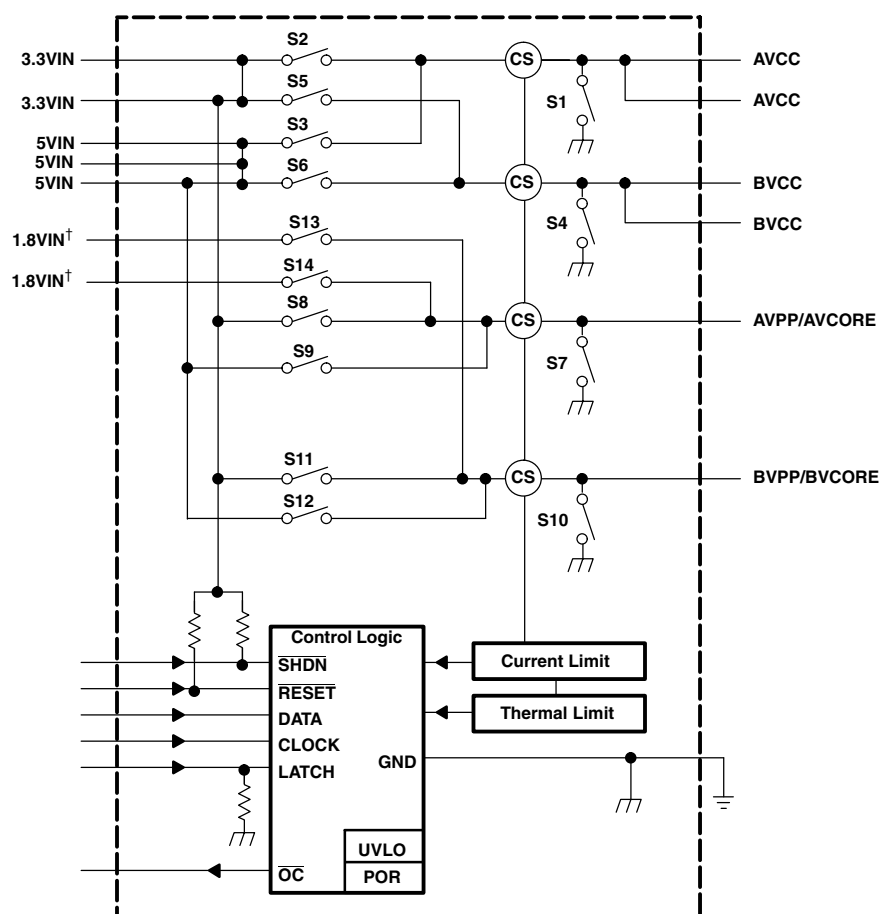 S2
3.3VIN
CS
AVCC
S5
3.3VIN
S1
AVCC
S3
5VIN
5VIN
S6
5VIN
CS
BVCC
S13
S4
BVCC
1.8VIN†
S14
1.8VIN†
S8
CS
AVPP/AVCORE
S9
S7
S11
CS
BVPP/BVCORE
S12
S10
Control Logic
SHDN
Current Limit
RESET
DATA
Thermal Limit
CLOCK
GND
LATCH
UVLO
OC
POR